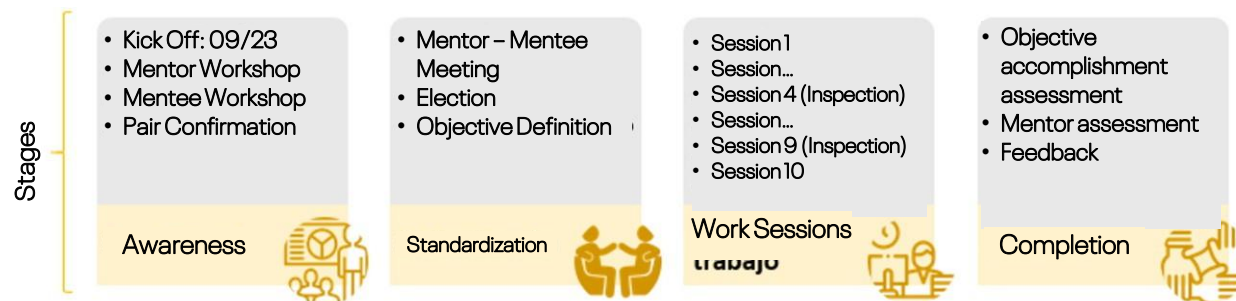 Stages
• Kick Off: 09/23
• Mentor Workshop
• Mentee Workshop
• Pair Confirmation
Awareness
• Mentor – Mentee
Meeting
• Election
• Objective Definition
Standardization
• Session 1
• Session...
• Session 4 (Inspection)
• Session...
• Session 9 (Inspection)
• Session 10
Work Sessions
trabajo
• Objective
accomplishment
assessment
• Mentor assessment
• Feedback
Completion